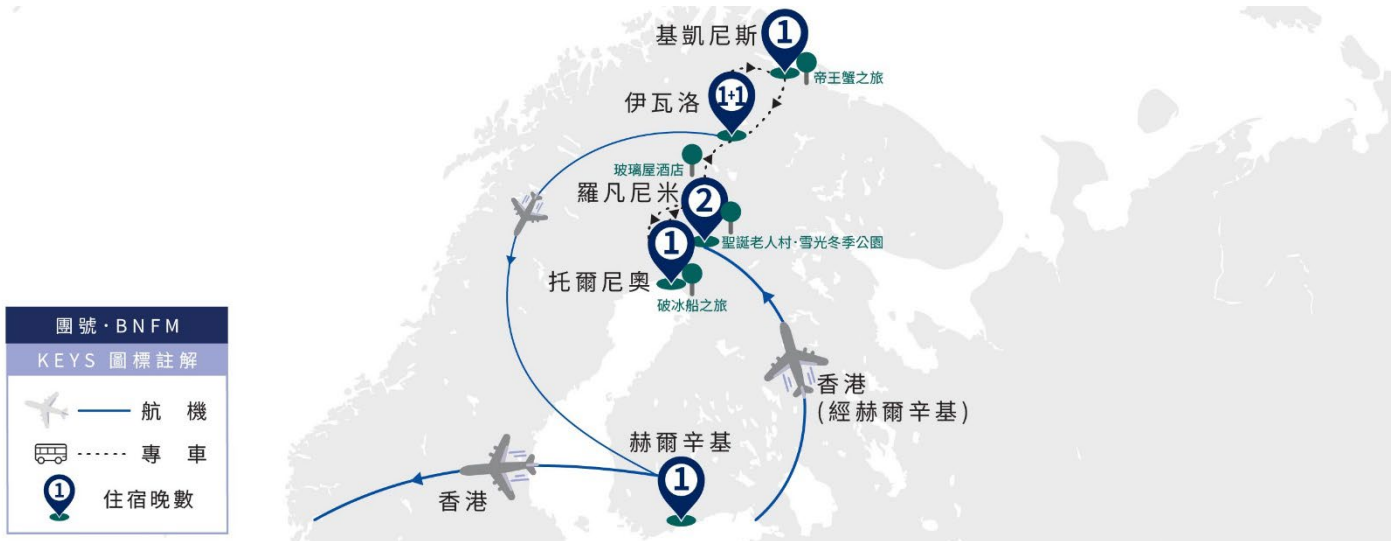 基凱尼斯
1
帝王蟹之旅
伊瓦洛
1+1
玻璃屋酒店
羅凡尼米
2
聖誕老人村·雪光冬季公園
1
托爾尼奧
破冰船之旅
團號·BNFM
KEYS 圖標註解
航 機
專 車
1
住宿晚數
香港
(經赫爾辛基)
赫爾辛基
1
香港